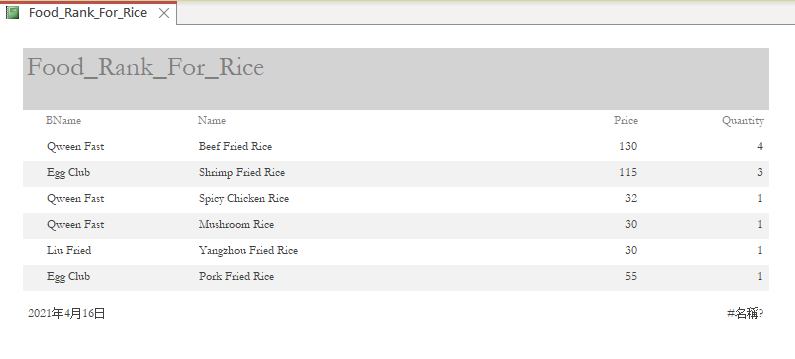 Food_Rank_For_Rice
Food_Rank_For_Rice
BName Name Price Quantity
Qween Fast Beef Fried Rice 130 4
Egg Club Shrimp Fried Rice 115 3
Qween Fast Spicy Chicken Rice 32 1
Qween Fast Mushroom Rice 30 1
Liu Fried Yangzhou Fried Rice 30 1
Egg Club Pork Fried Rice 55 1
2021年4月16日 #名稱?